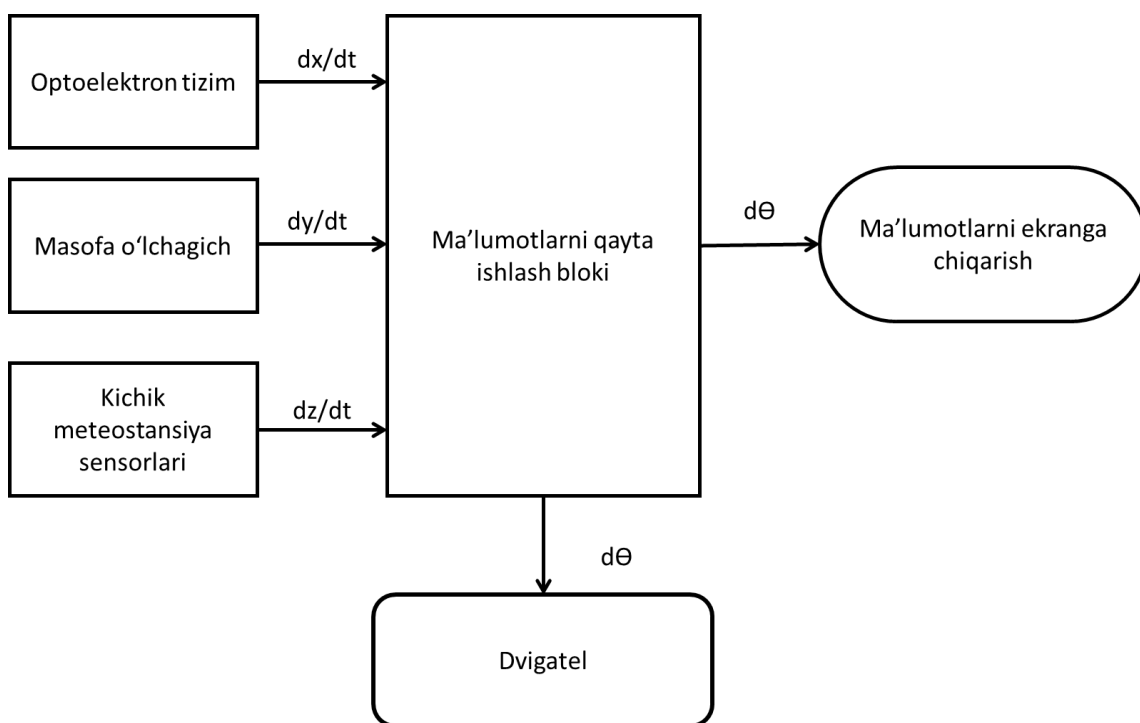 Optoelektron tizim
dx/dt
Masofa o‘lchagich
dy/dt
Kichik
meteostansiya
sensorlari
dz/dt
Ma’lumotlarni qayta
ishlash bloki
dϴ
Ma’lumotlarni ekranga
chiqarish
dϴ
Dvigatel